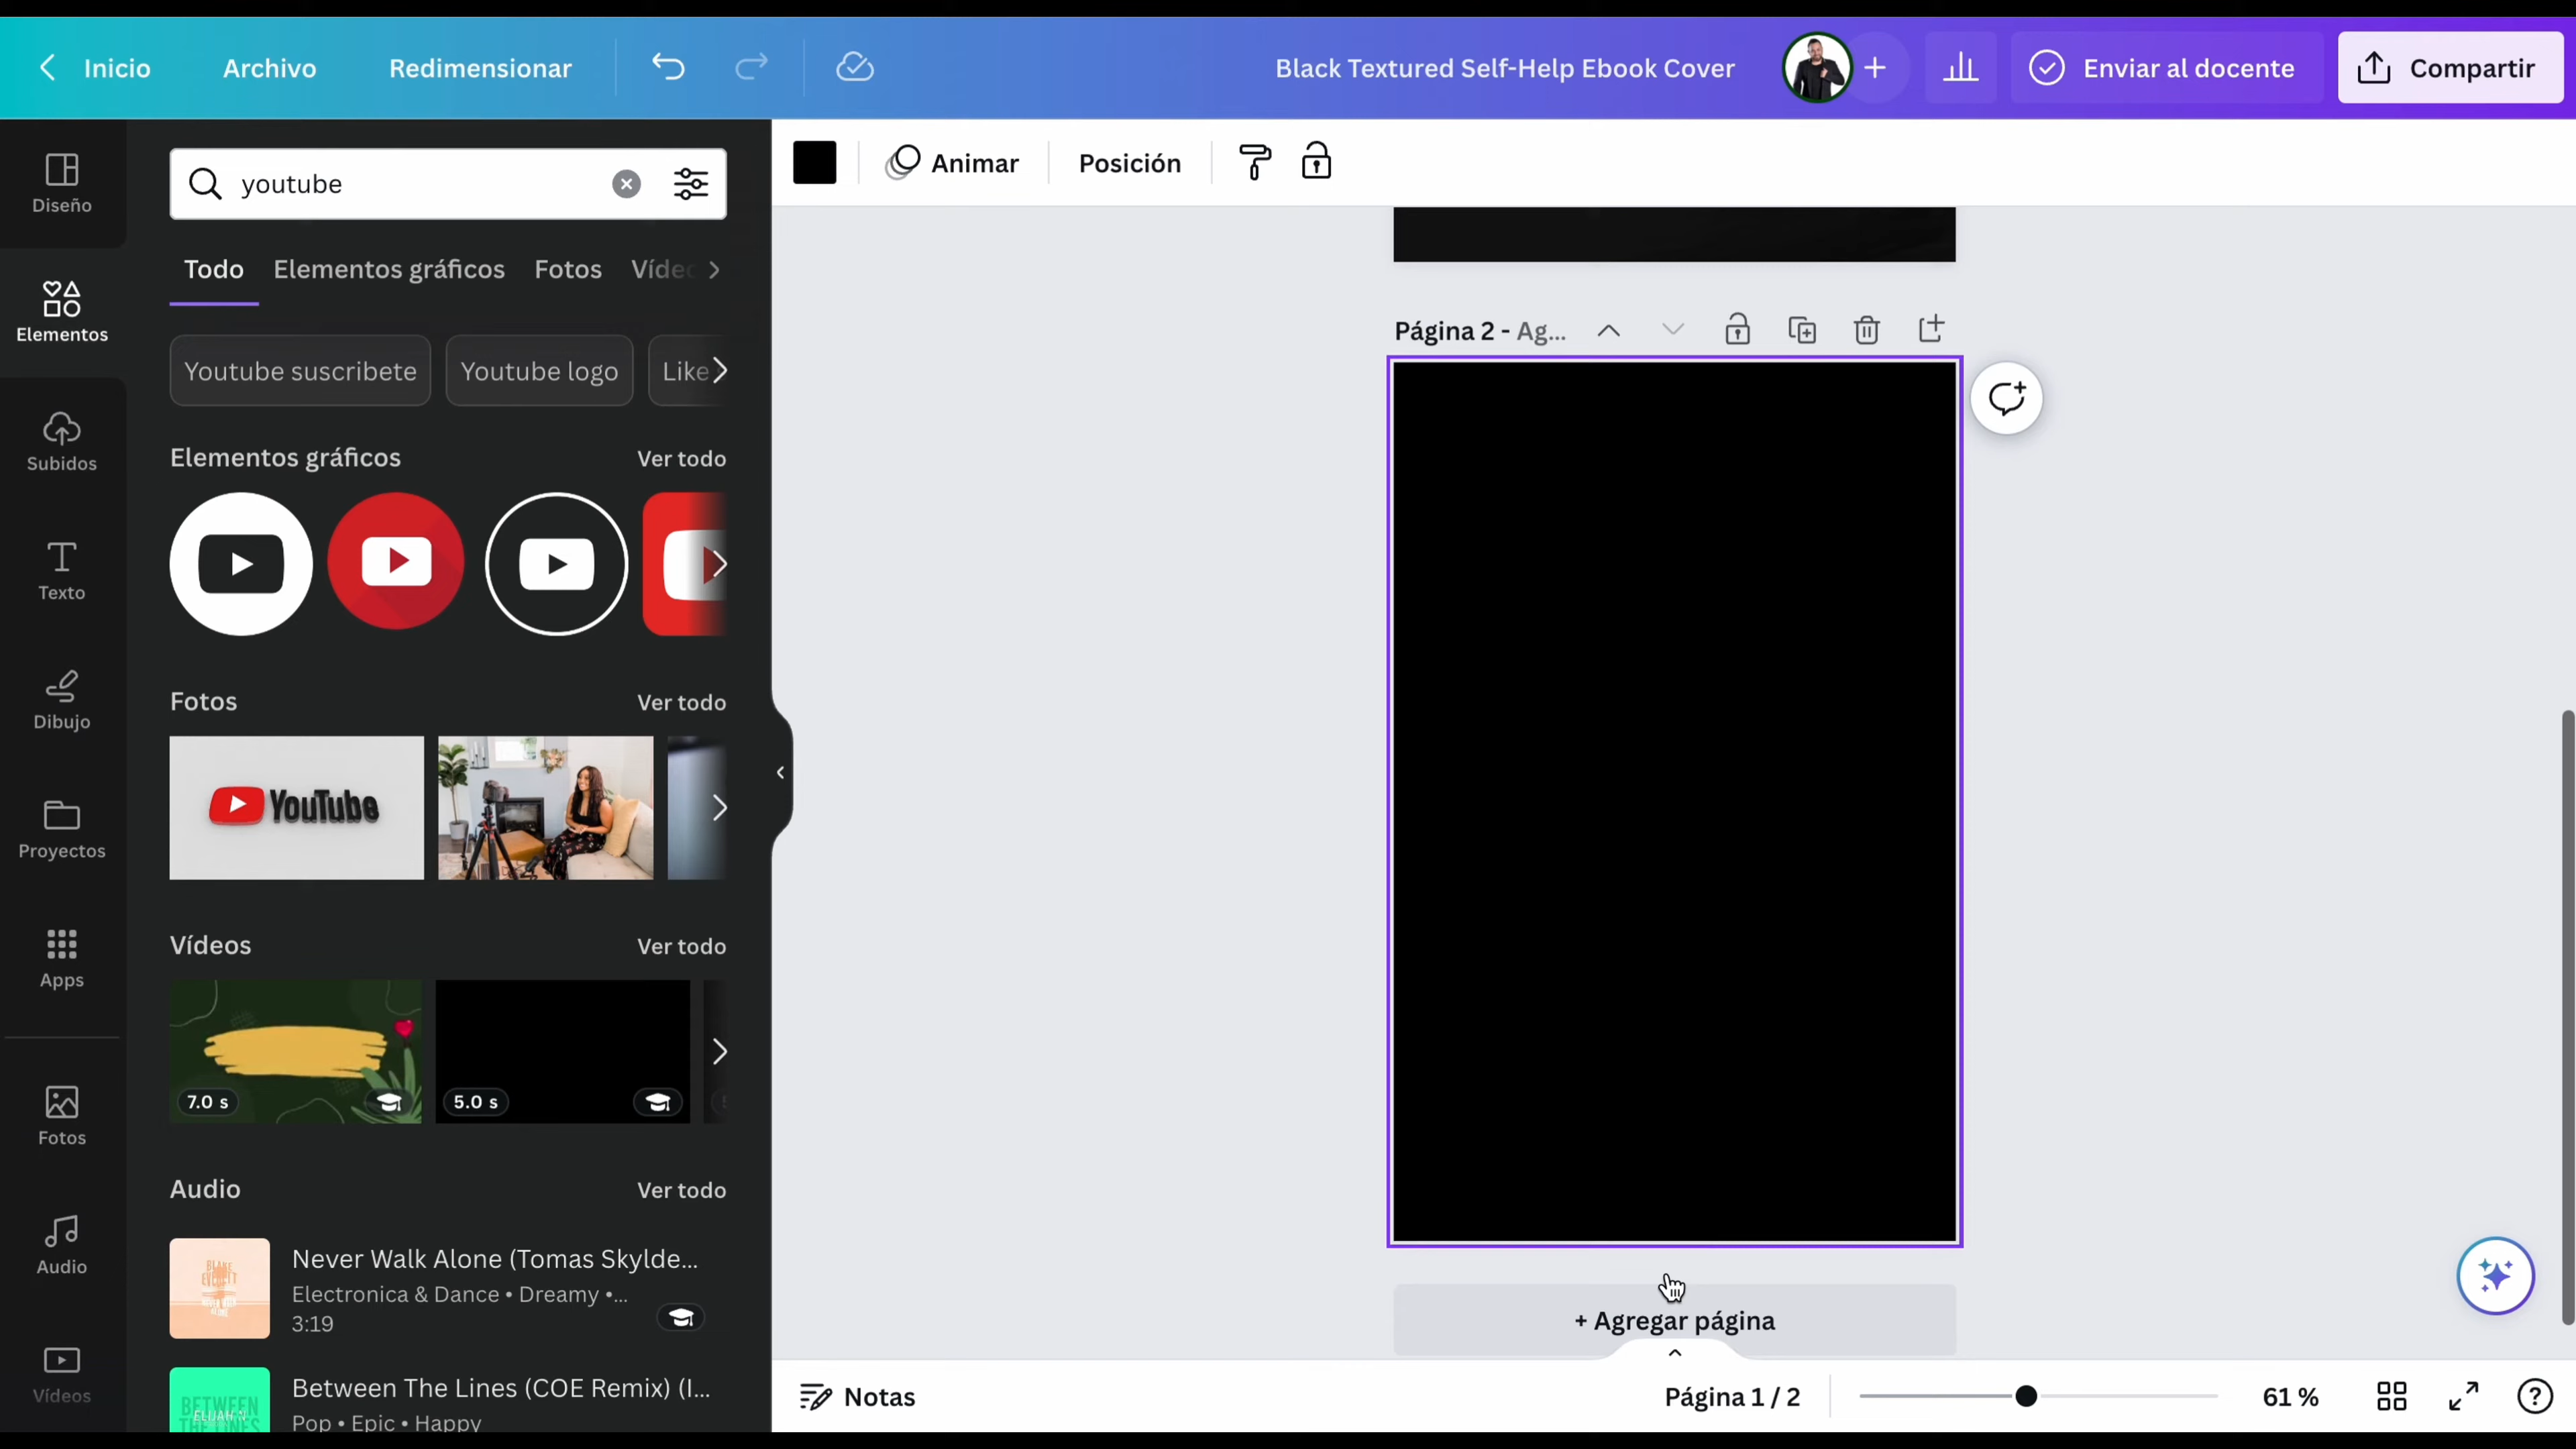 Inicio
Archivo
Redimensionar
Black Textured Self-Help Ebook Cover
Enviar al docente
Compartir
Diseño
Elementos
Subidos
Texto
Dibujo
Proyectos
Apps
Fotos
Audio
Vídeos
youtube
Todo
Elementos gráficos
Fotos
Youtube suscribete
Youtube logo
Like
Elementos gráficos
Ver todo
Fotos
Ver todo
YouTube
Vídeos
Ver todo
7.0 s
5.0 s
Audio
Ver todo
Never Walk Alone (Tomas Skylde...
Electronica & Dance • Dreamy •...
3:19
BETWEEN
THE LINES
ELIJAH N
Between The Lines (COE Remix) (I...
Pop • Epic • Happy
Animar
Posición
Página 2 - Ag...
+ Agregar página
Notas
Página 1 / 2
61 %